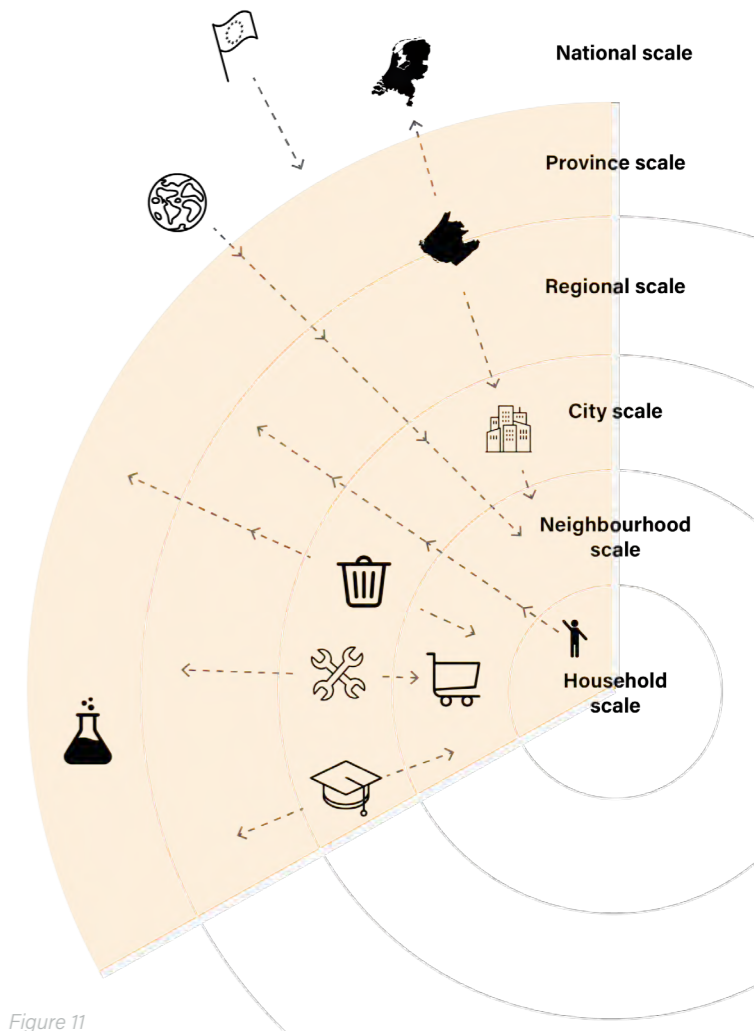 National scale
Province scale
Regional scale
City scale
Neighbourhood
scale
Household
scale
Figure 11